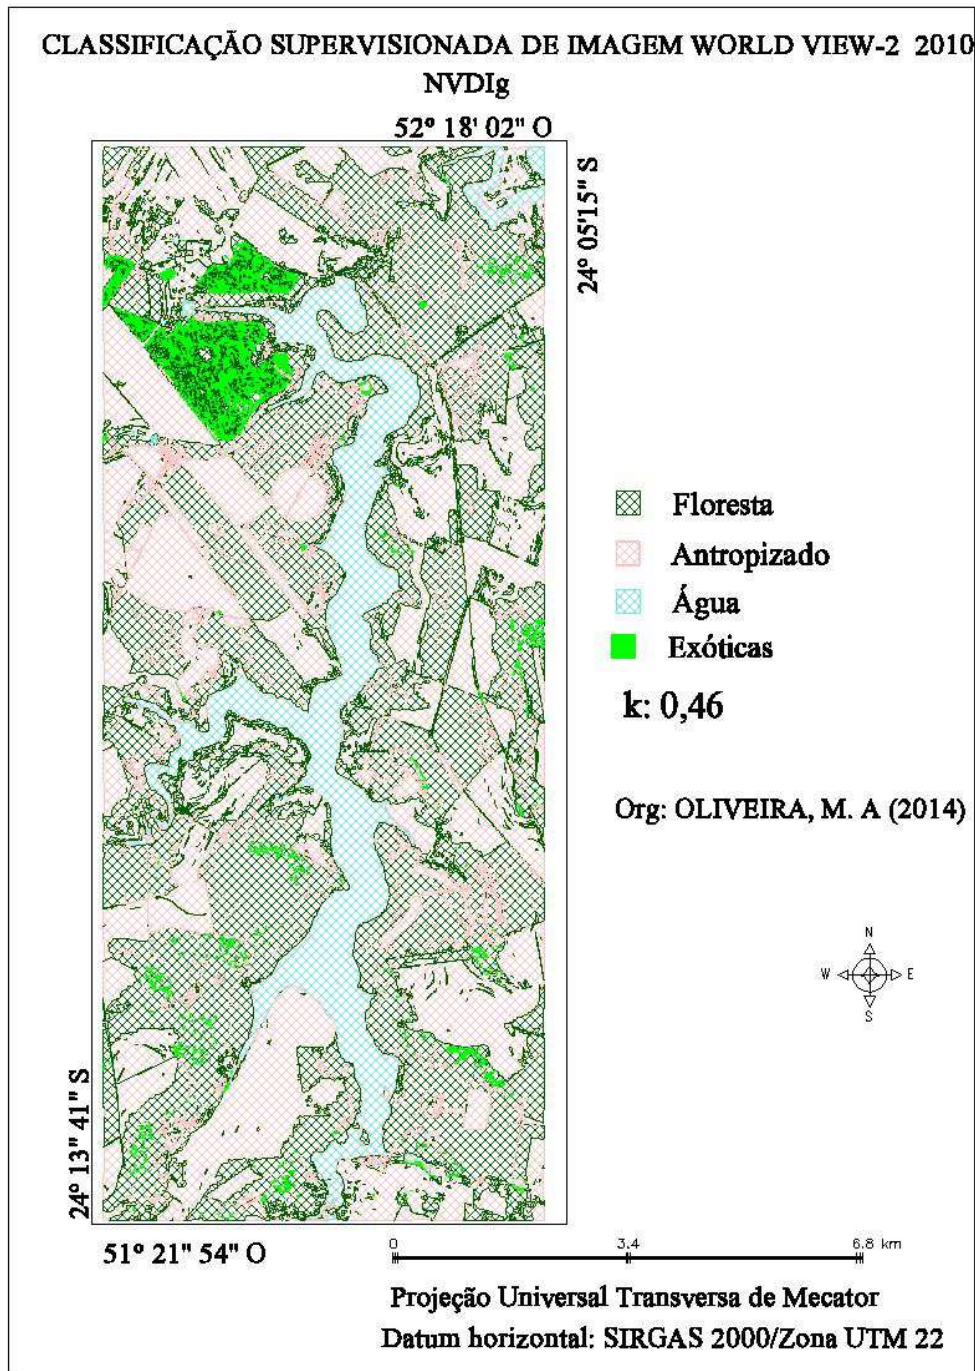 CLASSIFICAÇÃO SUPERVISIONADA DE IMAGEM WORLD VIEW-2 2010
NVDIg
52º 18' 02" O
24º 05'15" S
Floresta
Antropizado
Água
Exóticas
k: 0,46
Org: OLIVEIRA, M. A (2014)
N
W E
S
24º 13" 41" S
51º 21" 54" O
0 3.4 6.8 km
Projeção Universal Transversa de Mecator
Datum horizontal: SIRGAS 2000/Zona UTM 22